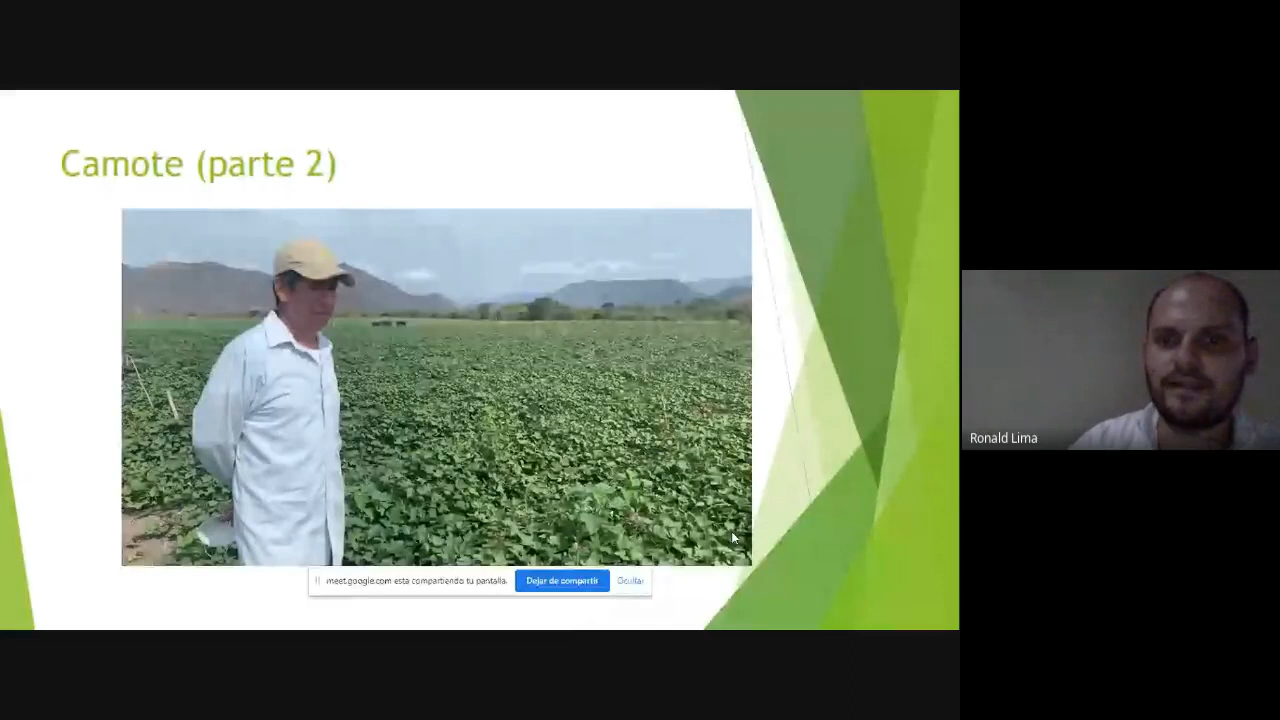 Camote (parte 2)
meet.google.com está compartiendo tu pantalla.
Dejar de compartir
Ocultar
Ronald Lima